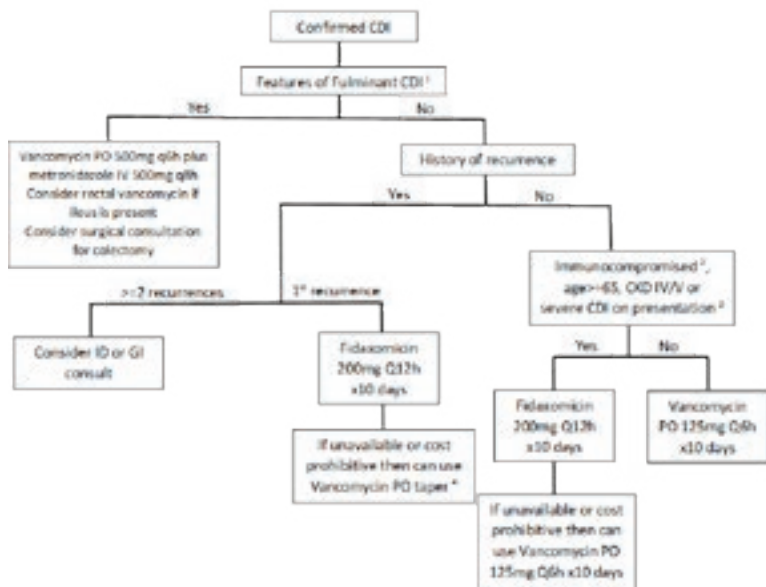 Confirmed CDI
Features of Fulminant CDI ¹
Yes
No
Vancomycin PO 500mg q6h plus
metronidazole IV 500mg q8h
Consider rectal vancomycin if
ileus is present
Consider surgical consultation
for colectomy
History of recurrence
Yes
No
>=2 recurrences
1ˢᵗ recurrence
Immunocompromised ²,
age>=65, CKD IV/V or
severe CDI on presentation ³
Consider ID or GI
consult
Fidaxomicin
200mg Q12h
x10 days
Yes
No
If unavailable or cost
prohibitive then can use
Vancomycin PO taper ⁴
Fidaxomicin
200mg Q12h
x10 days
Vancomycin
PO 125mg Q6h
x10 days
If unavailable or cost
prohibitive then can
use Vancomycin PO
125mg Q6h x10 days